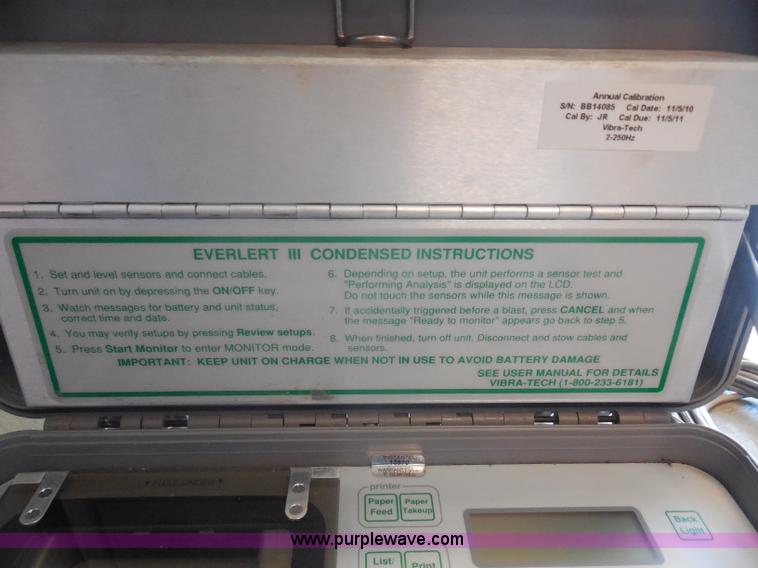 Annual Calibration
S/N: BB14085 Cal Date: 11/5/10
Cal By: JR Cal Due: 11/5/11
Vibra-Tech
2-250Hz
EVERLERT III CONDENSED INSTRUCTIONS
1. Set and level sensors and connect cables.
2. Turn unit on by depressing the ON/OFF key.
3. Watch messages for battery and unit status,
correct time and date.
4. You may verify setups by pressing Review setups.
5. Press Start Monitor to enter MONITOR mode.
6. Depending on setup, the unit performs a sensor test and
"Performing Analysis" is displayed on the LCD.
Do not touch the sensors while this message is shown.
7. If accidentally triggered before a blast, press CANCEL and when
the message "Ready to monitor" appears go back to step 5.
8. When finished, turn off unit. Disconnect and stow cables and
sensors.
IMPORTANT: KEEP UNIT ON CHARGE WHEN NOT IN USE TO AVOID BATTERY DAMAGE
SEE USER MANUAL FOR DETAILS
VIBRA-TECH (1-800-233-6181)
printer
Paper
Feed
Paper
Takeup
Back
Light
List/
Print
www.purplewave.com